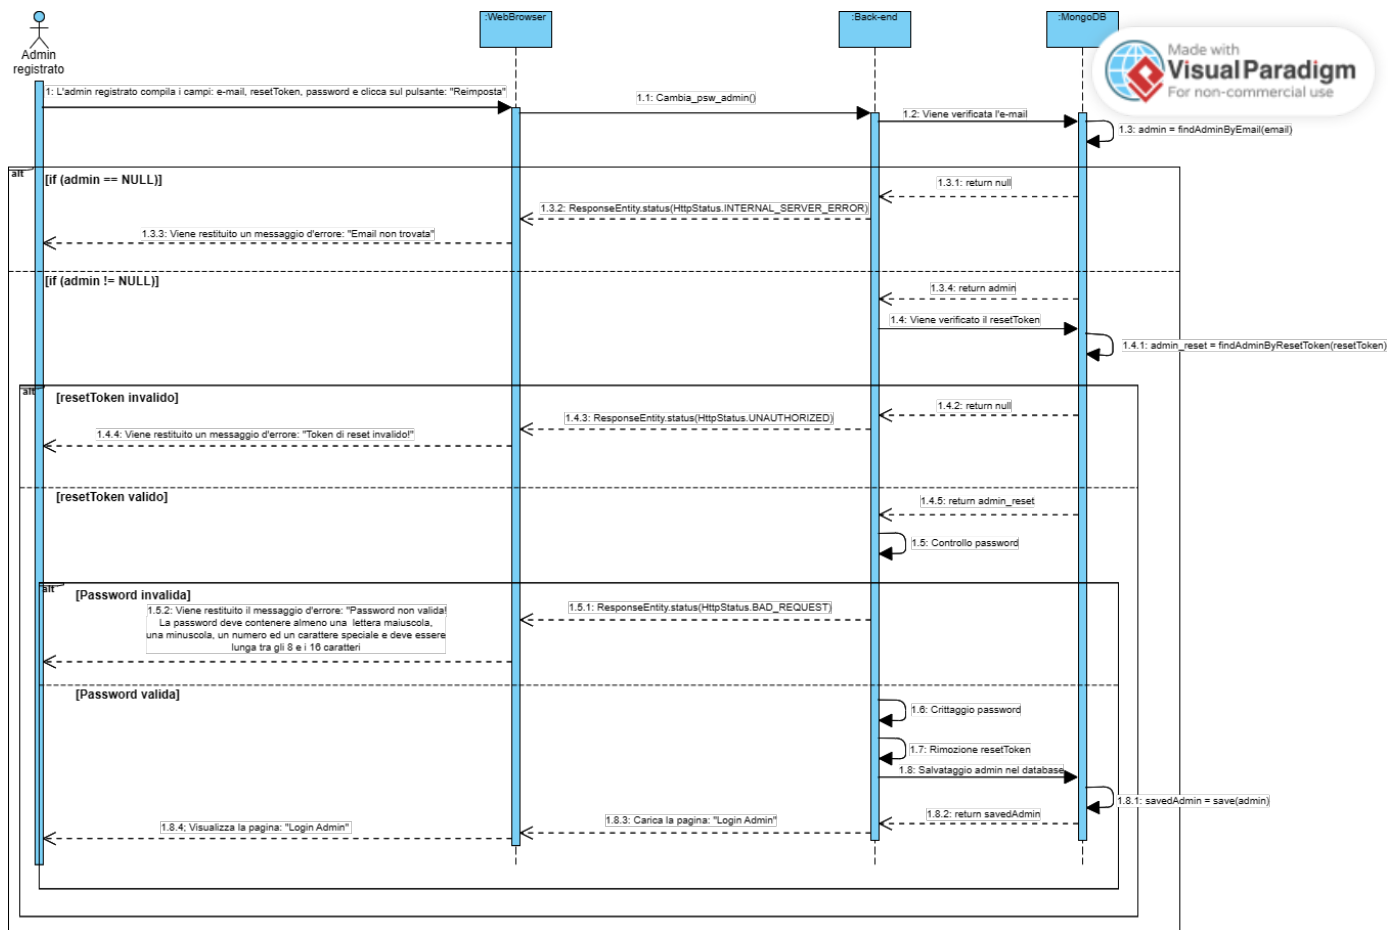 :WebBrowser
:Back-end
:MongoDB
Made with
Visual Paradigm
For non-commercial use
Admin
registrato
1: L'admin registrato compila i campi: e-mail, resetToken, password e clicca sul pulsante: "Reimposta"
1.1: Cambia_psw_admin()
1.2: Viene verificata l'e-mail
1.3: admin = findAdminByEmail(email)
alt
[if (admin == NULL)]
1.3.1: return null
1.3.2: ResponseEntity.status(HttpStatus.INTERNAL_SERVER_ERROR)
1.3.3: Viene restituito un messaggio d'errore: "Email non trovata"
[if (admin != NULL)]
1.3.4: return admin
1.4: Viene verificato il resetToken
1.4.1: admin_reset = findAdminByResetToken(resetToken)
alt
[resetToken invalido]
1.4.2: return null
1.4.3: ResponseEntity.status(HttpStatus.UNAUTHORIZED)
1.4.4: Viene restituito un messaggio d'errore: "Token di reset invalido!"
[resetToken valido]
1.4.5: return admin_reset
1.5: Controllo password
alt
[Password invalida]
1.5.1: ResponseEntity.status(HttpStatus.BAD_REQUEST)
1.5.2: Viene restituito il messaggio d'errore: "Password non valida!
La password deve contenere almeno una lettera maiuscola,
una minuscola, un numero ed un carattere speciale e deve essere
lunga tra gli 8 e i 16 caratteri
[Password valida]
1.6: Crittaggio password
1.7: Rimozione resetToken
1.8: Salvataggio admin nel database
1.8.1: savedAdmin = save(admin)
1.8.2: return savedAdmin
1.8.3: Carica la pagina: "Login Admin"
1.8.4; Visualizza la pagina: "Login Admin"